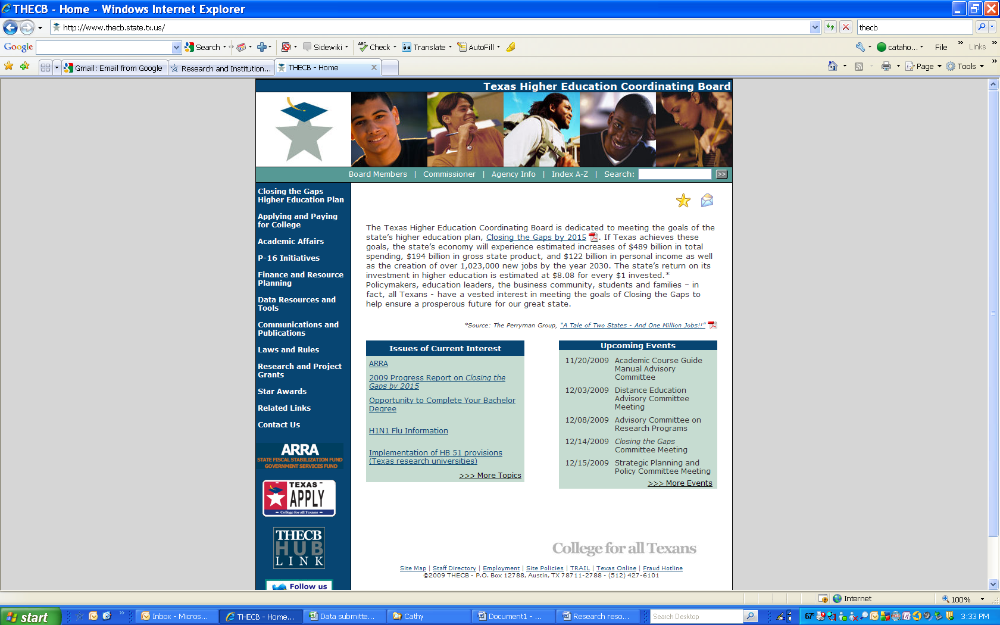 THECB - Home - Windows Internet Explorer
http://www.thecb.state.tx.us/
thecb
Google
Search
Sidewiki
Check
Translate
AutoFill
cataho...
File
»
Links
»
Gmail: Email from Google
Research and Institution...
THECB - Home
Page
Tools
»
Texas Higher Education Coordinating Board
Board Members | Commissioner | Agency Info | Index A-Z | Search: >>
Closing the Gaps
Higher Education Plan
Applying and Paying
for College
Academic Affairs
P-16 Initiatives
Finance and Resource
Planning
Data Resources and
Tools
Communications and
Publications
Laws and Rules
Research and Project
Grants
Star Awards
Related Links
Contact Us
ARRA
STATE FISCAL STABILIZATION FUND
GOVERNMENT SERVICES FUND
TEXAS
APPLY
College for all Texans
THECB
HUB
LINK
Follow us
The Texas Higher Education Coordinating Board is dedicated to meeting the goals of the
state's higher education plan, Closing the Gaps by 2015 . If Texas achieves these
goals, the state's economy will experience estimated increases of $489 billion in total
spending, $194 billion in gross state product, and $122 billion in personal income as well
as the creation of over 1,023,000 new jobs by the year 2030. The state's return on its
investment in higher education is estimated at $8.08 for every $1 invested.*
Policymakers, education leaders, the business community, students and families – in
fact, all Texans - have a vested interest in meeting the goals of Closing the Gaps to
help ensure a prosperous future for our great state.
*Source: The Perryman Group, "A Tale of Two States - And One Million Jobs!!"
Issues of Current Interest
ARRA
2009 Progress Report on Closing the
Gaps by 2015
Opportunity to Complete Your Bachelor
Degree
H1N1 Flu Information
Implementation of HB 51 provisions
(Texas research universities)
>>> More Topics
Upcoming Events
11/20/2009 Academic Course Guide
Manual Advisory
Committee
12/03/2009 Distance Education
Advisory Committee
Meeting
12/08/2009 Advisory Committee on
Research Programs
12/14/2009 Closing the Gaps
Committee Meeting
12/15/2009 Strategic Planning and
Policy Committee Meeting
>>> More Events
College for all Texans
Site Map | Staff Directory | Employment | Site Policies | TRAIL | Texas Online | Fraud Hotline
©2009 THECB - P.O. Box 12788, Austin, TX 78711-2788 - (512) 427-6101
Internet
100%
start
»
Inbox - Micros...
THECB - Home...
Data submitte...
Cathy
Document1 - ...
Research reso...
Search Desktop
67°
3:33 PM